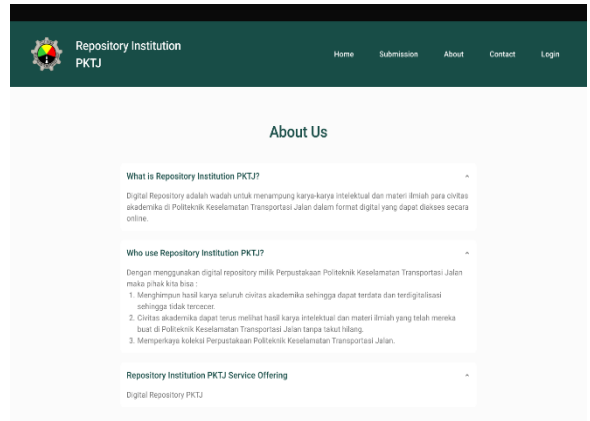 Repository Institution
PKTJ
Home Submission About Contact Login
About Us
What is Repository Institution PKTJ?
Digital Repository adalah wadah untuk menampung karya-karya intelektual dan materi ilmiah para civitas
akademika di Politeknik Keselamatan Transportasi Jalan dalam format digital yang dapat diakses secara
online.
Who use Repository Institution PKTJ?
Dengan menggunakan digital repository milik Perpustakaan Politeknik Keselamatan Transportasi Jalan
maka pihak kita bisa :
1. Menghimpun hasil karya seluruh civitas akademika sehingga dapat terdata dan terdigitalisasi
sehingga tidak tercecer.
2. Civitas akademika dapat terus melihat hasil karya intelektual dan materi ilmiah yang telah mereka
buat di Politeknik Keselamatan Transportasi Jalan tanpa takut hilang.
3. Memperkaya koleksi Perpustakaan Politeknik Keselamatan Transportasi Jalan.
Repository Institution PKTJ Service Offering
Digital Repository PKTJ